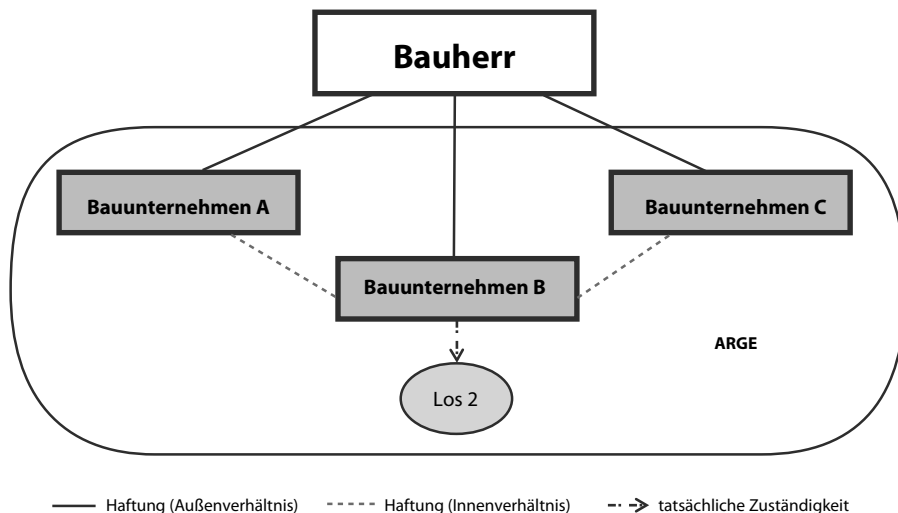 Bauherr
Bauunternehmen A
Bauunternehmen C
Bauunternehmen B
ARGE
Los 2
Haftung (Außenverhältnis)
Haftung (Innenverhältnis)
tatsächliche Zuständigkeit